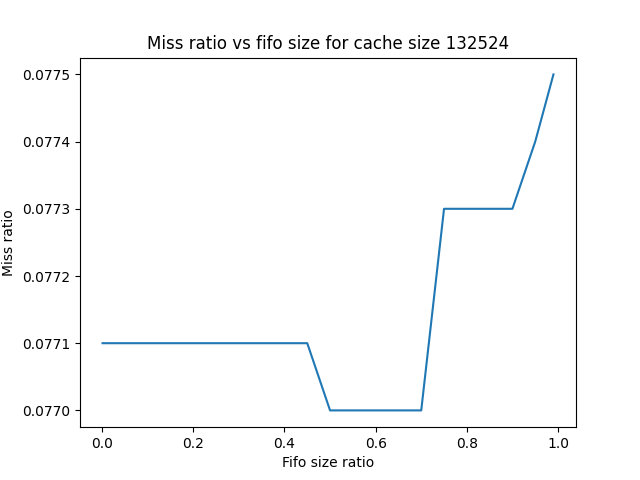 Miss ratio vs fifo size for cache size 132524
0.0775
0.0774
0.0773
0.0772
0.0771
0.0770
Miss ratio
0.0 0.2 0.4 0.6 0.8 1.0
Fifo size ratio